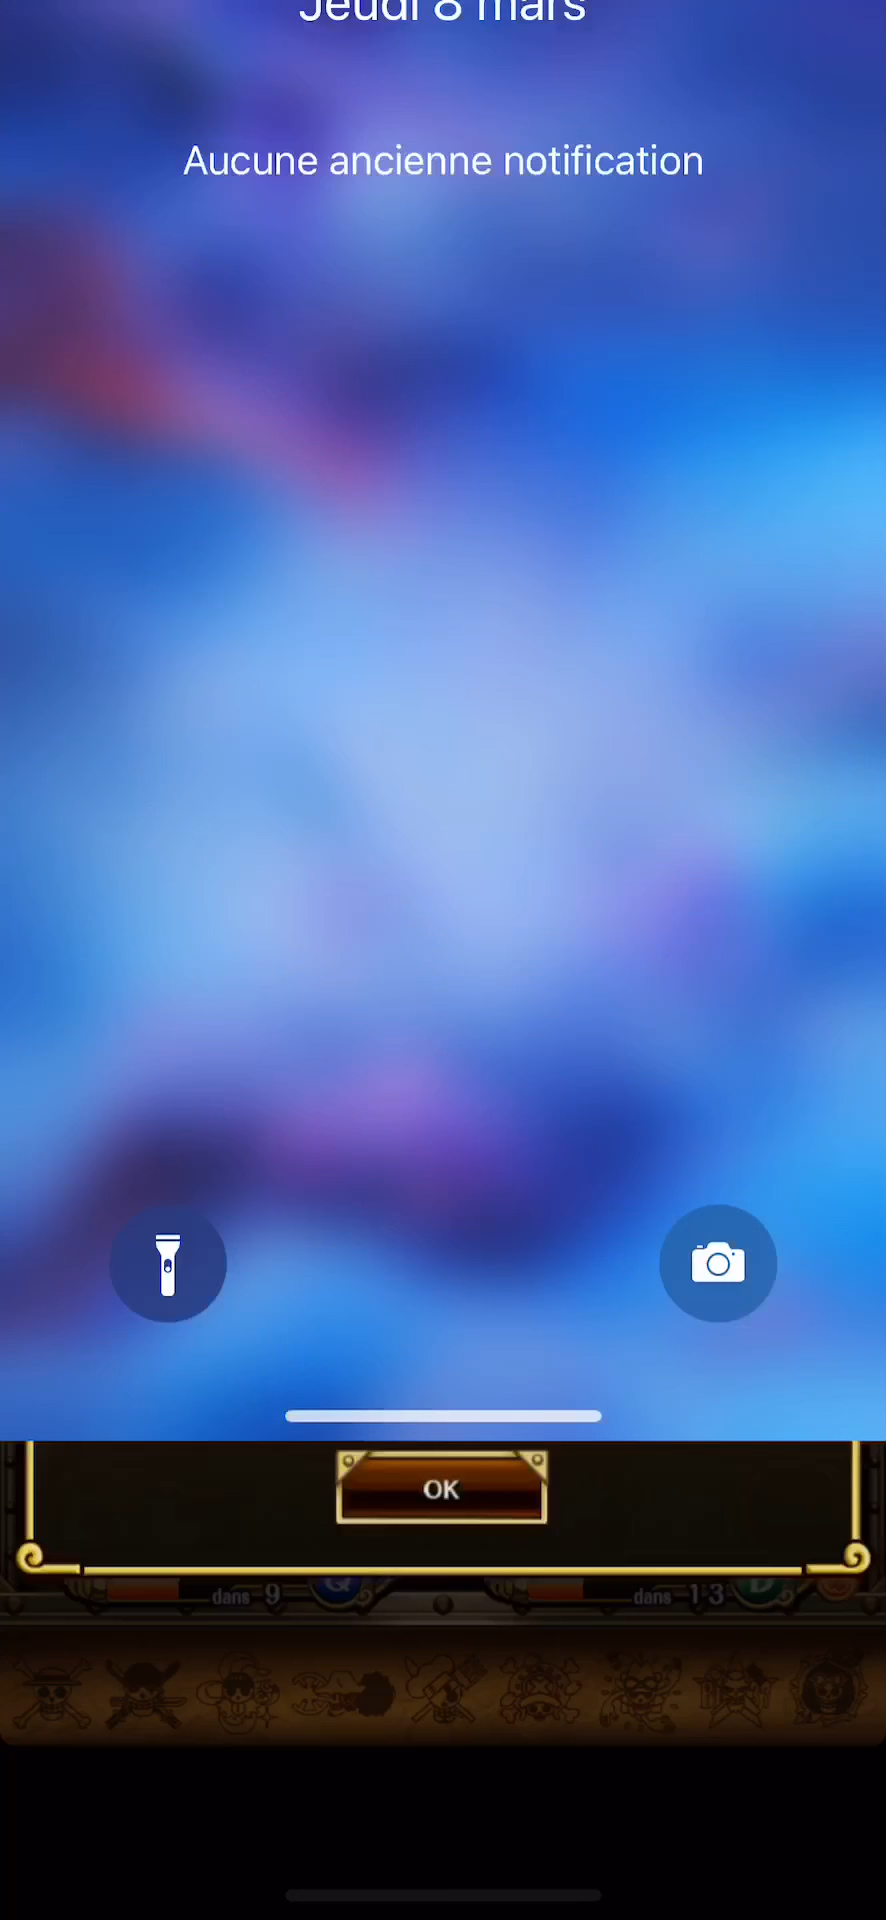 Jeudi 8 mars
Aucune ancienne notification
OK
dans 9
dans 13